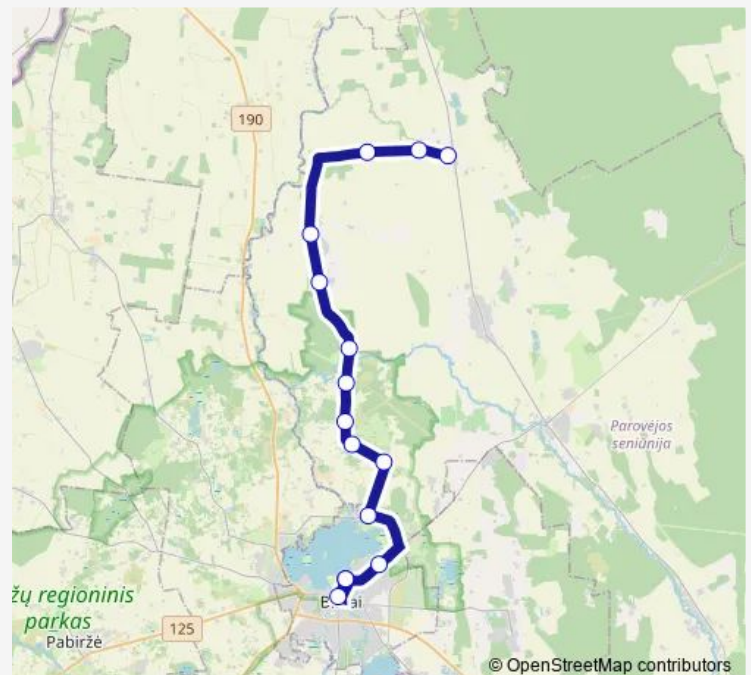 190
Parovėjos
seniūnija
žų regioninis
parkas
Pabiržė
125
© OpenStreetMap contributors